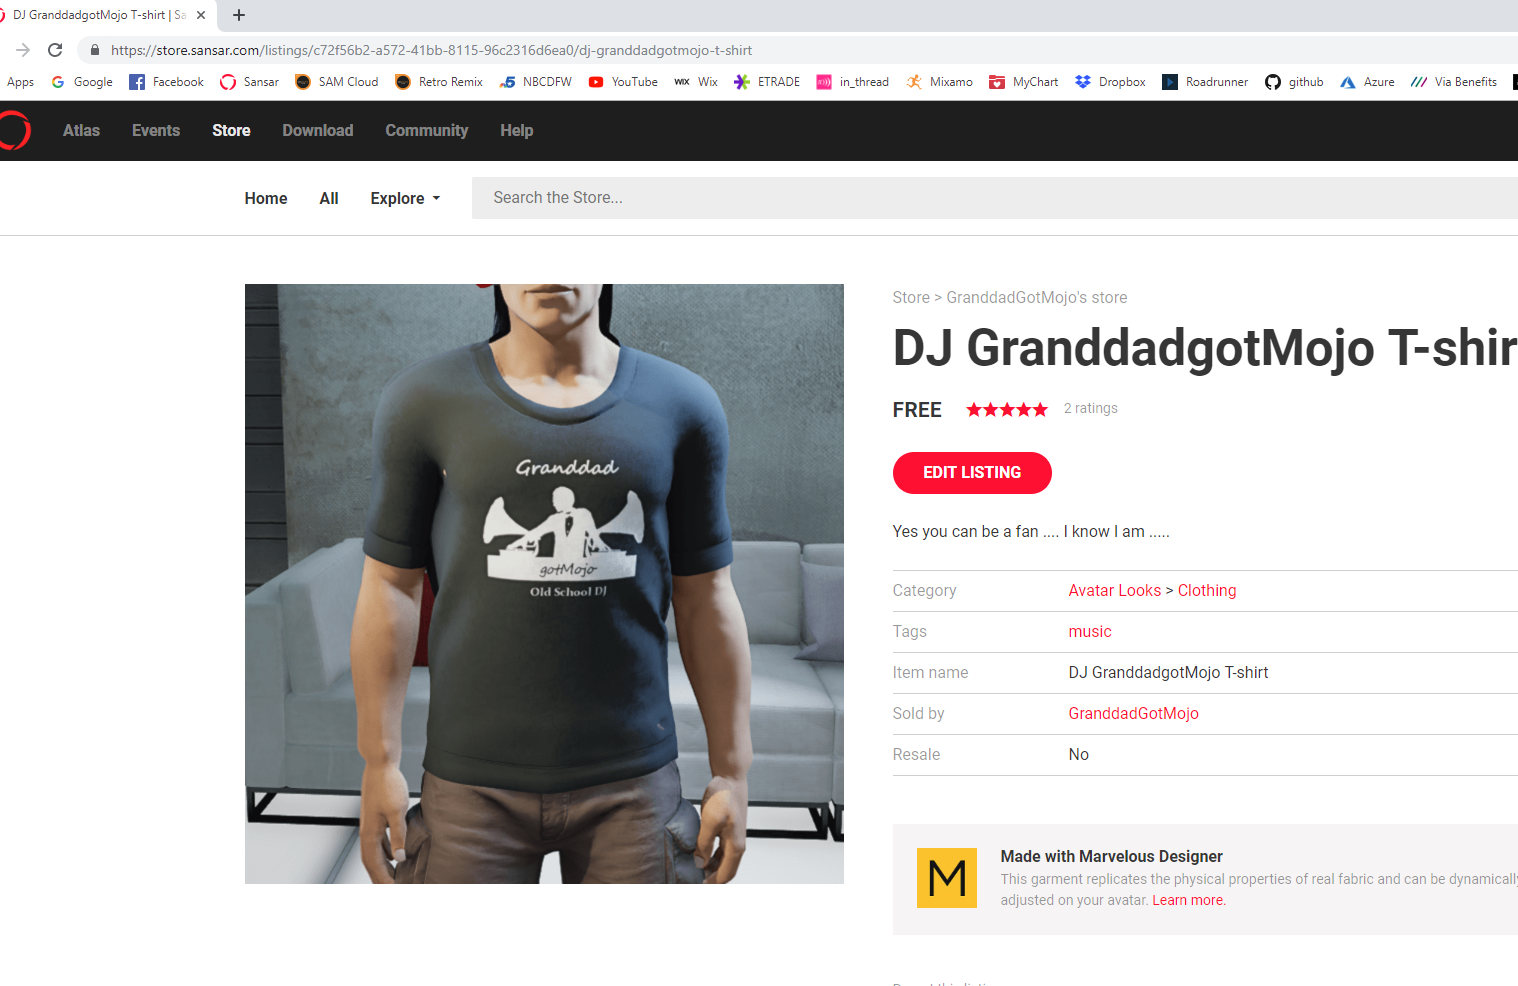 DJ GranddadgotMojo T-shirt | Sa
https://store.sansar.com/listings/c72f56b2-a572-41bb-8115-96c2316d6ea0/dj-granddadgotmojo-t-shirt
Apps Google Facebook Sansar SAM Cloud Retro Remix NBCDFW YouTube WIX Wix ETRADE in_thread Mixamo MyChart Dropbox Roadrunner github Azure Via Benefits
Atlas Events Store Download Community Help
Home All Explore Search the Store...
Store > GranddadGotMojo's store
DJ GranddadgotMojo T-shir
FREE 2 ratings
EDIT LISTING
Yes you can be a fan .... I know I am .....
Category Avatar Looks > Clothing
Tags music
Item name DJ GranddadgotMojo T-shirt
Sold by GranddadGotMojo
Resale No
M
Made with Marvelous Designer
This garment replicates the physical properties of real fabric and can be dynamically
adjusted on your avatar. Learn more.
Granddad
gotMojo
Old School DJ